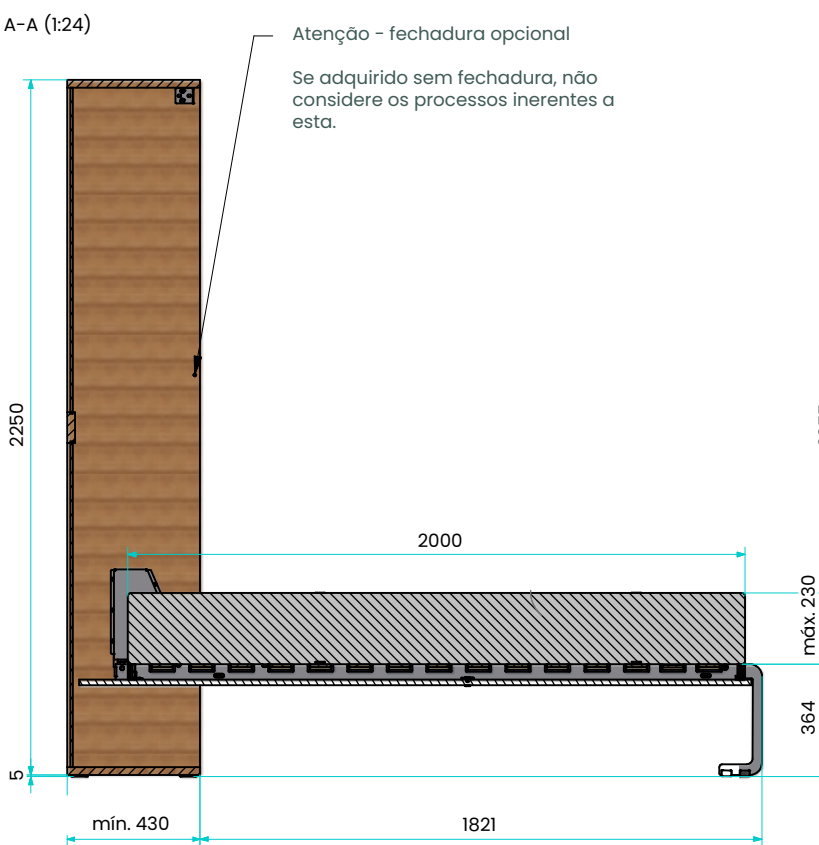 A-A (1:24)
Atenção - fechadura opcional
Se adquirido sem fechadura, não
considere os processos inerentes a
esta.
2250
2000
máx. 230
364
5
mín. 430
1821